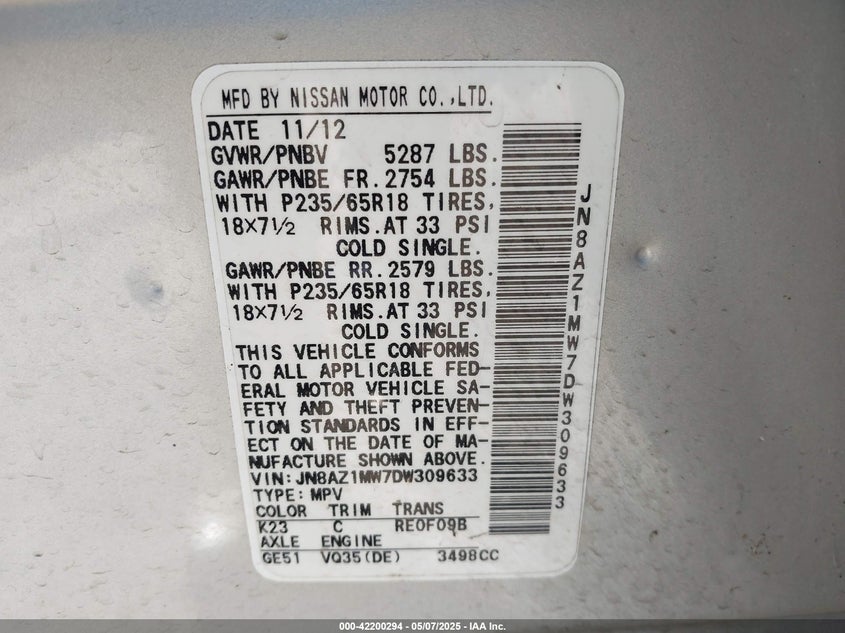 MFD BY NISSAN MOTOR CO.,LTD.
DATE 11/12
GVWR/PNBV 5287 LBS.
GAWR/PNBE FR. 2754 LBS.
WITH P235/65R18 TIRES,
18×7½ RIMS.AT 33 PSI
COLD SINGLE.
GAWR/PNBE RR. 2579 LBS.
WITH P235/65R18 TIRES,
18×7½ RIMS.AT 33 PSI
COLD SINGLE.
THIS VEHICLE CONFORMS
TO ALL APPLICABLE FED-
ERAL MOTOR VEHICLE SA-
FETY AND THEFT PREVEN-
TION STANDARDS IN EFF-
ECT ON THE DATE OF MA-
NUFACTURE SHOWN ABOVE.
VIN:JN8AZ1MW7DW309633
TYPE:MPV
COLOR TRIM TRANS
K23 C RE0F09B
AXLE ENGINE
GE51 VQ35(DE) 3498CC
JN8AZ1MW7DW309633
000-42200294 - 05/07/2025 - IAA Inc.